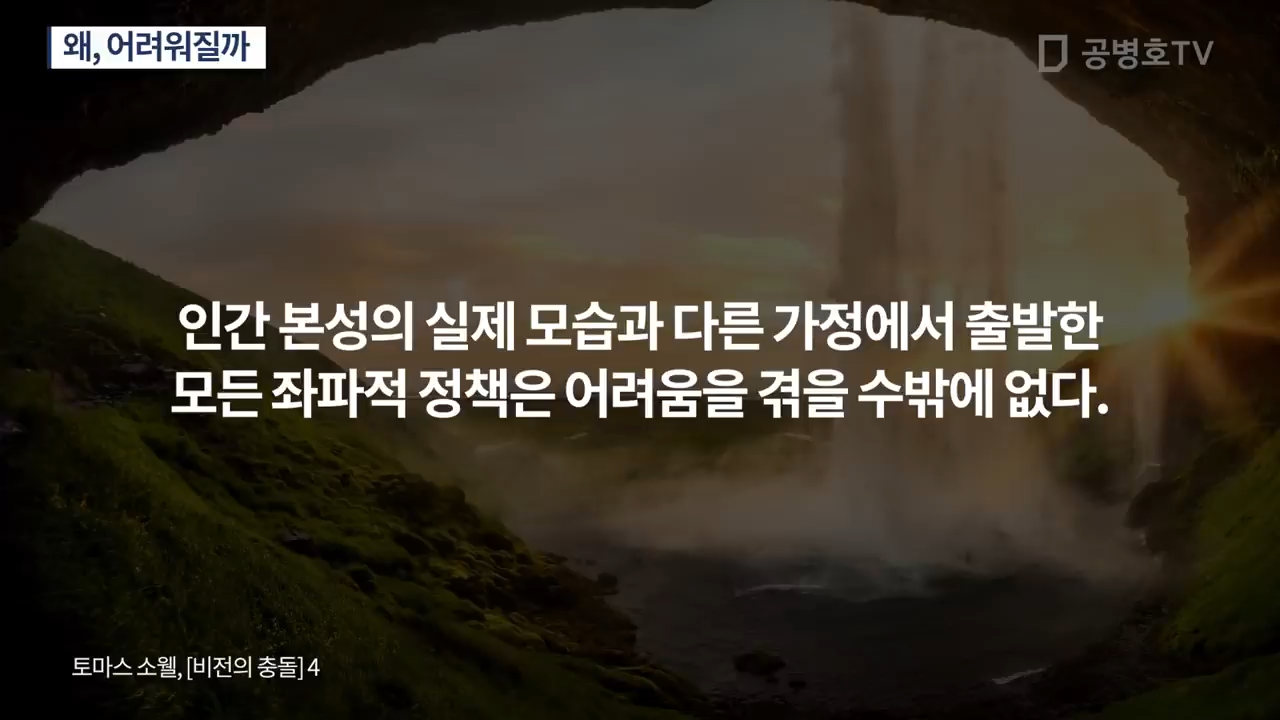 왜, 어려워질까
공병호TV
인간 본성의 실제 모습과 다른 가정에서 출발한
모든 좌파적 정책은 어려움을 겪을 수밖에 없다.
토마스 소웰, [비전의 충돌] 4